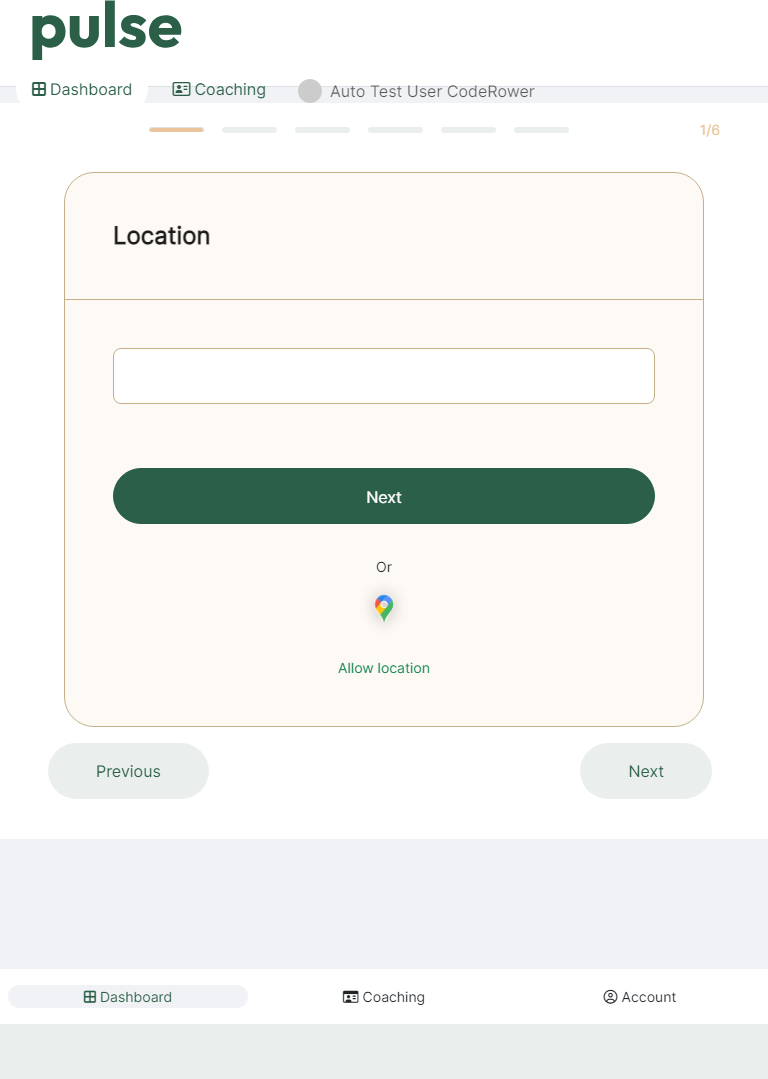 pulse
Dashboard Coaching Auto Test User CodeRower
1/6
Location
Next
Or
Allow location
Previous Next
Dashboard Coaching Account